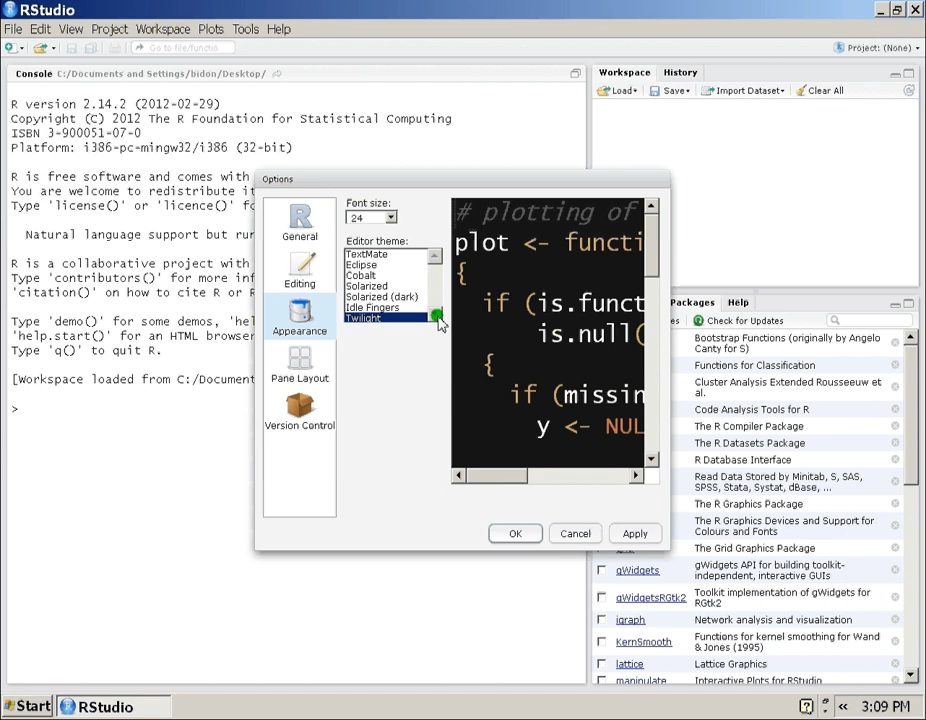 RStudio
File Edit View Project Workspace Plots Tools Help
Go to file/functio
Project: (None)
Console C:/Documents and Settings/bidon/Desktop/
R version 2.14.2 (2012-02-29)
Copyright (C) 2012 The R Foundation for Statistical Computing
ISBN 3-900051-07-0
Platform: i386-pc-mingw32/i386 (32-bit)
R is free software and comes with
You are welcome to redistribute i
Type 'license()' or 'licence()' f
Natural language support but ru
R is a collaborative project with
Type 'contributors()' for more in
'citation()' on how to cite R or
Type 'demo()' for some demos, 'he
'help.start()' for an HTML browse
Type 'q()' to quit R.
[Workspace loaded from C:/Document
>
Options
General
Editing
Appearance
Pane Layout
Version Control
Font size:
24
Editor theme:
TextMate
Eclipse
Cobalt
Solarized
Solarized (dark)
Idle Fingers
Twilight
# plotting of
plot <- functi
{
if (is.funct
is.null(
{
if (missin
y <- NUL
OK Cancel Apply
Workspace History
Load Save Import Dataset Clear All
Packages Help
es Check for Updates
Bootstrap Functions (originally by Angelo
Canty for S)
Functions for Classification
Cluster Analysis Extended Rousseeuw et
al.
Code Analysis Tools for R
The R Compiler Package
The R Datasets Package
R Database Interface
Read Data Stored by Minitab, S, SAS,
SPSS, Stata, Systat, dBase, ...
The R Graphics Package
The R Graphics Devices and Support for
Colours and Fonts
The Grid Graphics Package
gWidgets gWidgets API for building toolkit-
independent, interactive GUIs
gWidgetsRGtk2 Toolkit implementation of gWidgets for
RGtk2
igraph Network analysis and visualization
KernSmooth Functions for kernel smoothing for Wand
& Jones (1995)
lattice Lattice Graphics
manipulate Interactive Plots for RStudio
Start RStudio 3:09 PM